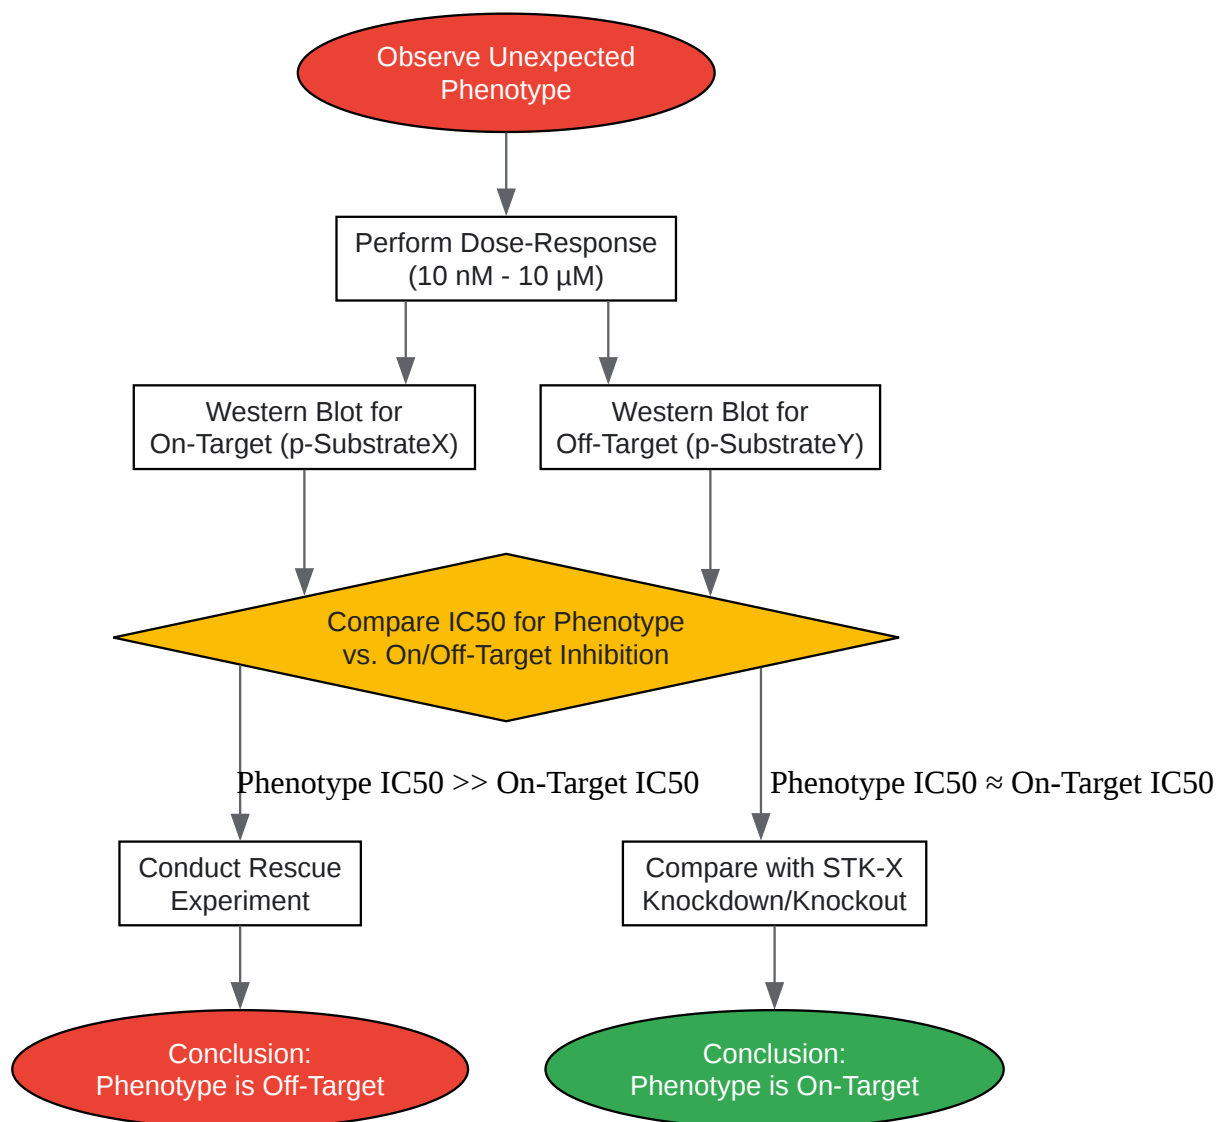 Observe Unexpected
Phenotype
Perform Dose-Response
(10 nM - 10 µM)
Western Blot for
On-Target (p-SubstrateX)
Western Blot for
Off-Target (p-SubstrateY)
Compare IC50 for Phenotype
vs. On/Off-Target Inhibition
Phenotype IC50 >> On-Target IC50
Phenotype IC50 ≈ On-Target IC50
Conduct Rescue
Experiment
Compare with STK-X
Knockdown/Knockout
Conclusion:
Phenotype is Off-Target
Conclusion:
Phenotype is On-Target